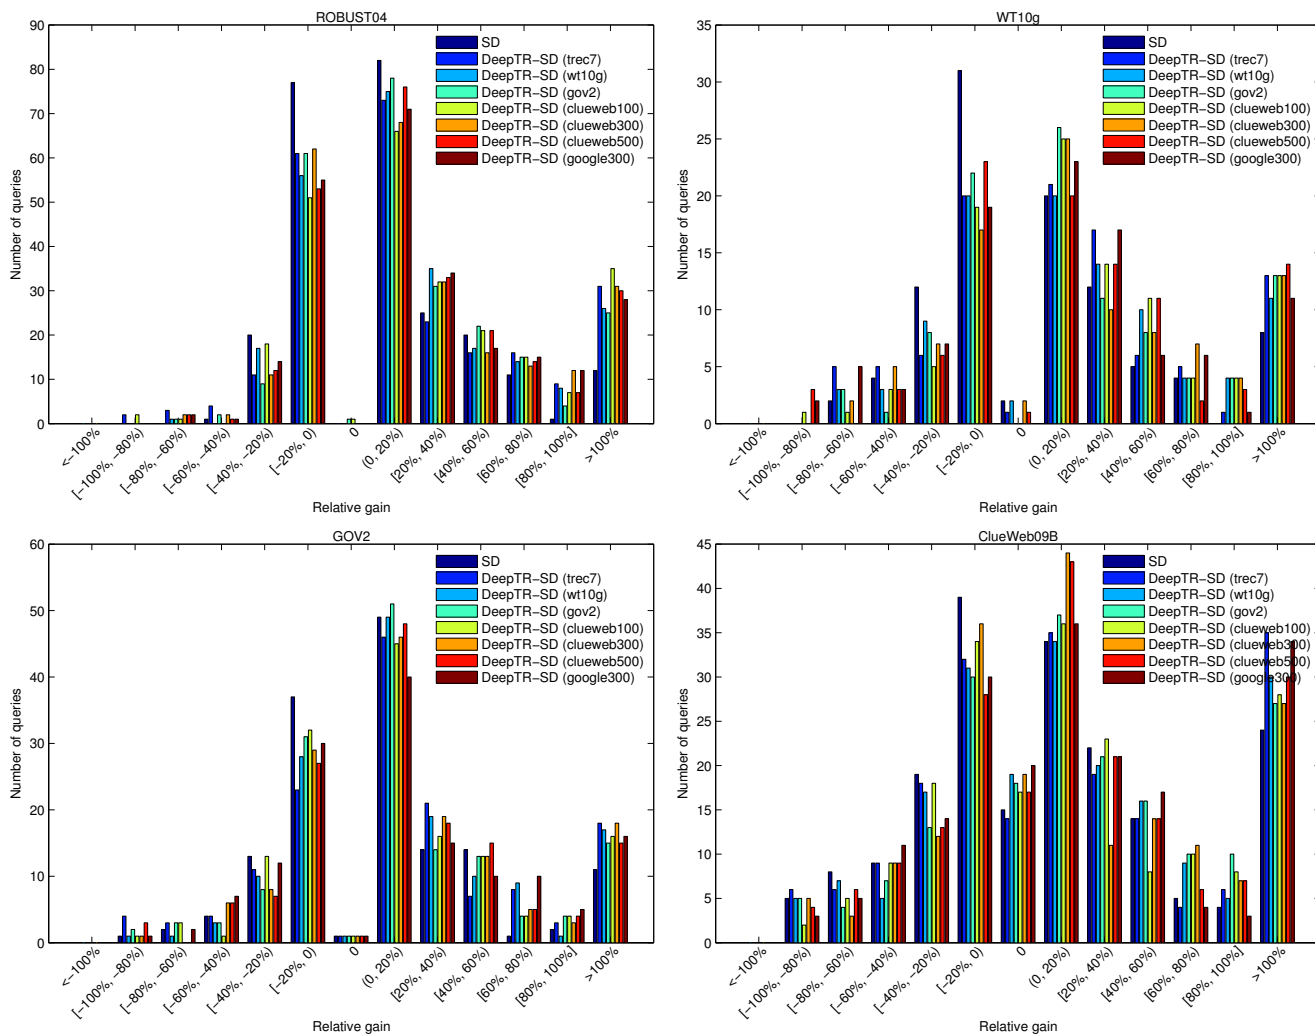 ROBUST04
90
80
70
60
50
40
30
20
10
0
Number of queries
SD
DeepTR−SD (trec7)
DeepTR−SD (wt10g)
DeepTR−SD (gov2)
DeepTR−SD (clueweb100)
DeepTR−SD (clueweb300)
DeepTR−SD (clueweb500)
DeepTR−SD (google300)
<−100%
[−100%, −80%)
[−80%, −60%)
[−60%, −40%)
[−40%, −20%)
[−20%, 0)
0
(0, 20%)
[20%, 40%)
[40%, 60%)
[60%, 80%)
[80%, 100%]
>100%
Relative gain
WT10g
35
30
25
20
15
10
5
0
Number of queries
SD
DeepTR−SD (trec7)
DeepTR−SD (wt10g)
DeepTR−SD (gov2)
DeepTR−SD (clueweb100)
DeepTR−SD (clueweb300)
DeepTR−SD (clueweb500)
DeepTR−SD (google300)
<−100%
[−100%, −80%)
[−80%, −60%)
[−60%, −40%)
[−40%, −20%)
[−20%, 0)
0
(0, 20%)
[20%, 40%)
[40%, 60%)
[60%, 80%)
[80%, 100%]
>100%
Relative gain
GOV2
60
50
40
30
20
10
0
Number of queries
SD
DeepTR−SD (trec7)
DeepTR−SD (wt10g)
DeepTR−SD (gov2)
DeepTR−SD (clueweb100)
DeepTR−SD (clueweb300)
DeepTR−SD (clueweb500)
DeepTR−SD (google300)
<−100%
[−100%, −80%)
[−80%, −60%)
[−60%, −40%)
[−40%, −20%)
[−20%, 0)
0
(0, 20%)
[20%, 40%)
[40%, 60%)
[60%, 80%)
[80%, 100%]
>100%
Relative gain
ClueWeb09B
45
40
35
30
25
20
15
10
5
0
Number of queries
SD
DeepTR−SD (trec7)
DeepTR−SD (wt10g)
DeepTR−SD (gov2)
DeepTR−SD (clueweb100)
DeepTR−SD (clueweb300)
DeepTR−SD (clueweb500)
DeepTR−SD (google300)
<−100%
[−100%, −80%)
[−80%, −60%)
[−60%, −40%)
[−40%, −20%)
[−20%, 0)
0
(0, 20%)
[20%, 40%)
[40%, 60%)
[60%, 80%)
[80%, 100%]
>100%
Relative gain